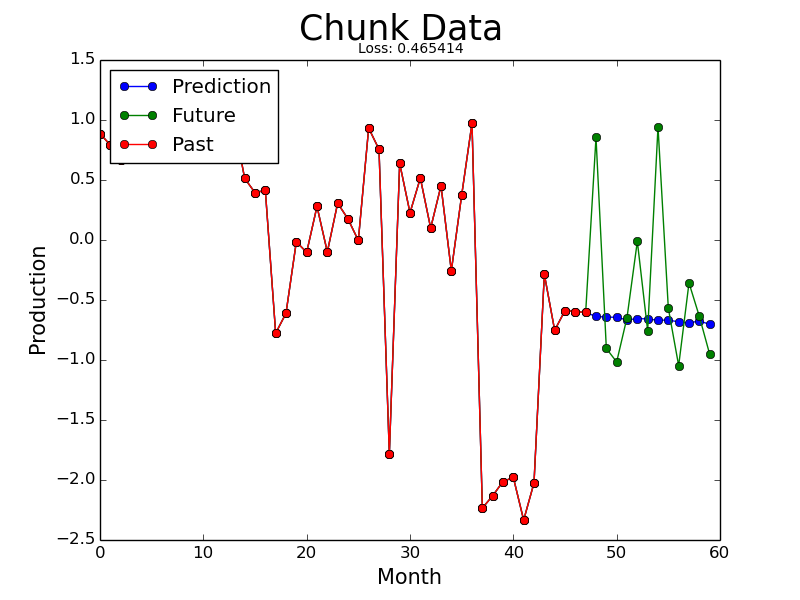 Chunk Data
Loss: 0.465414
Prediction
Future
Past
1.5
1.0
0.5
0.0
−0.5
−1.0
−1.5
−2.0
−2.5
Production
0 10 20 30 40 50 60
Month